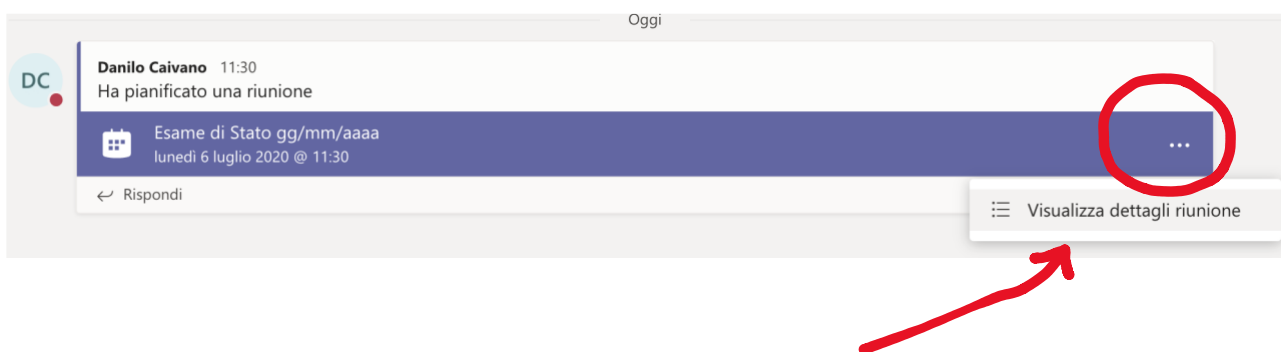 Oggi
DC
Danilo Caivano 11:30
Ha pianificato una riunione
Esame di Stato gg/mm/aaaa
lunedì 6 luglio 2020 @ 11:30
Rispondi
Visualizza dettagli riunione